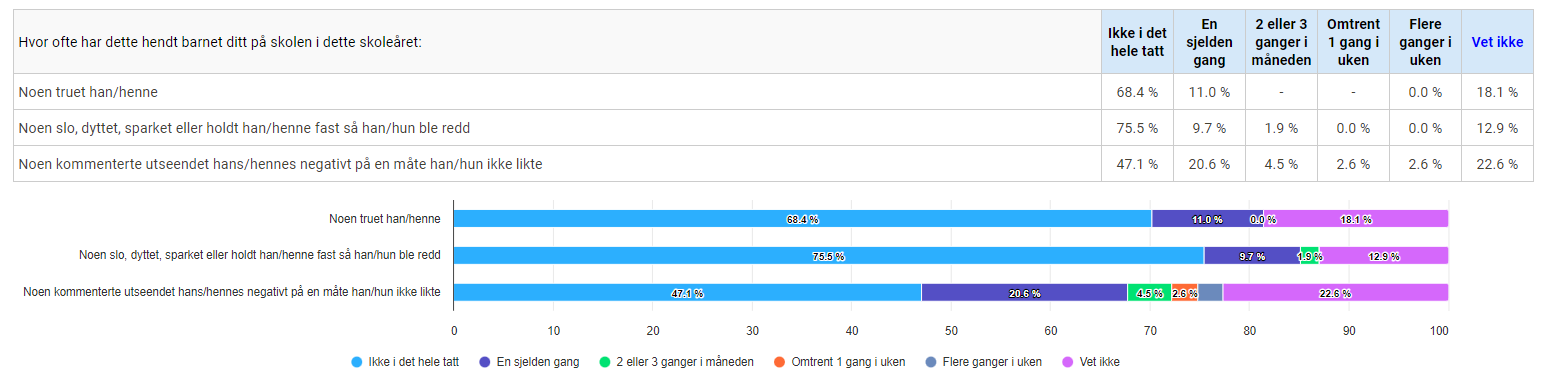 Hvor ofte har dette hendt barnet ditt på skolen i dette skoleåret: Ikke i det hele tatt En sjelden gang 2 eller 3 ganger i måneden Omtrent 1 gang i uken Flere ganger i uken Vet ikke
Noen truet han/henne 68.4 % 11.0 % - - 0.0 % 18.1 %
Noen slo, dyttet, sparket eller holdt han/henne fast så han/hun ble redd 75.5 % 9.7 % 1.9 % 0.0 % 0.0 % 12.9 %
Noen kommenterte utseendet hans/hennes negativt på en måte han/hun ikke likte 47.1 % 20.6 % 4.5 % 2.6 % 2.6 % 22.6 %
Noen truet han/henne 68.4 % 11.0 % 0.0 % 18.1 %
Noen slo, dyttet, sparket eller holdt han/henne fast så han/hun ble redd 75.5 % 9.7 % 1.9 % 12.9 %
Noen kommenterte utseendet hans/hennes negativt på en måte han/hun ikke likte 47.1 % 20.6 % 4.5 % 2.6 % 22.6 %
0 10 20 30 40 50 60 70 80 90 100
Ikke i det hele tatt En sjelden gang 2 eller 3 ganger i måneden Omtrent 1 gang i uken Flere ganger i uken Vet ikke